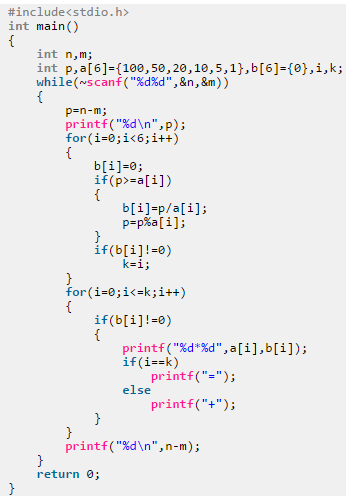 #include<stdio.h>
int main()
{
    int n,m;
    int p,a[6]={100,50,20,10,5,1},b[6]={0},i,k;
    while(~scanf("%d%d",&n,&m))
    {
        p=n-m;
        printf("%d\n",p);
        for(i=0;i<6;i++)
        {
            b[i]=0;
            if(p>=a[i])
            {
                b[i]=p/a[i];
                p=p%a[i];
            }
            if(b[i]!=0)
                k=i;
        }
        for(i=0;i<=k;i++)
        {
            if(b[i]!=0)
            {
                printf("%d*%d",a[i],b[i]);
                if(i==k)
                    printf("=");
                else
                    printf("+");
            }
        }
        printf("%d\n",n-m);
    }
    return 0;
}